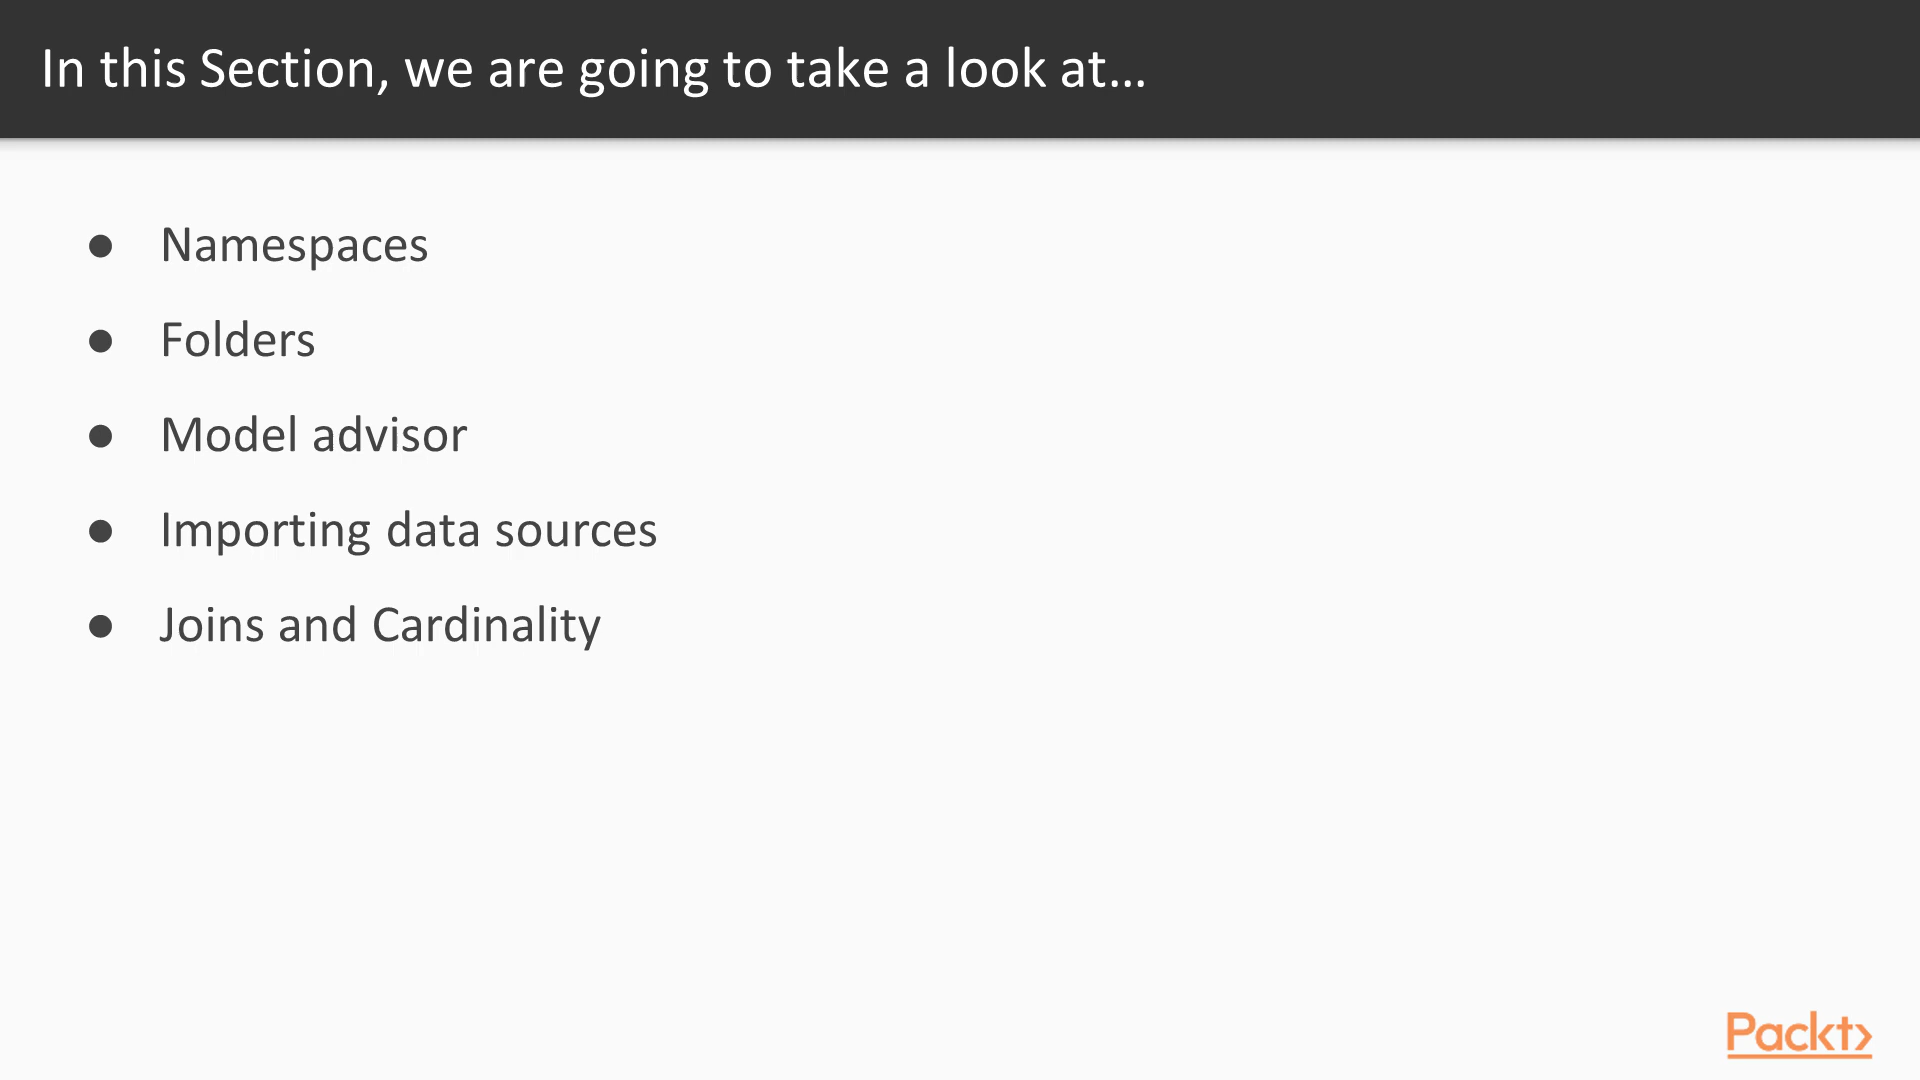 In this Section, we are going to take a look at...
● Namespaces
● Folders
● Model advisor
● Importing data sources
● Joins and Cardinality
Packt>